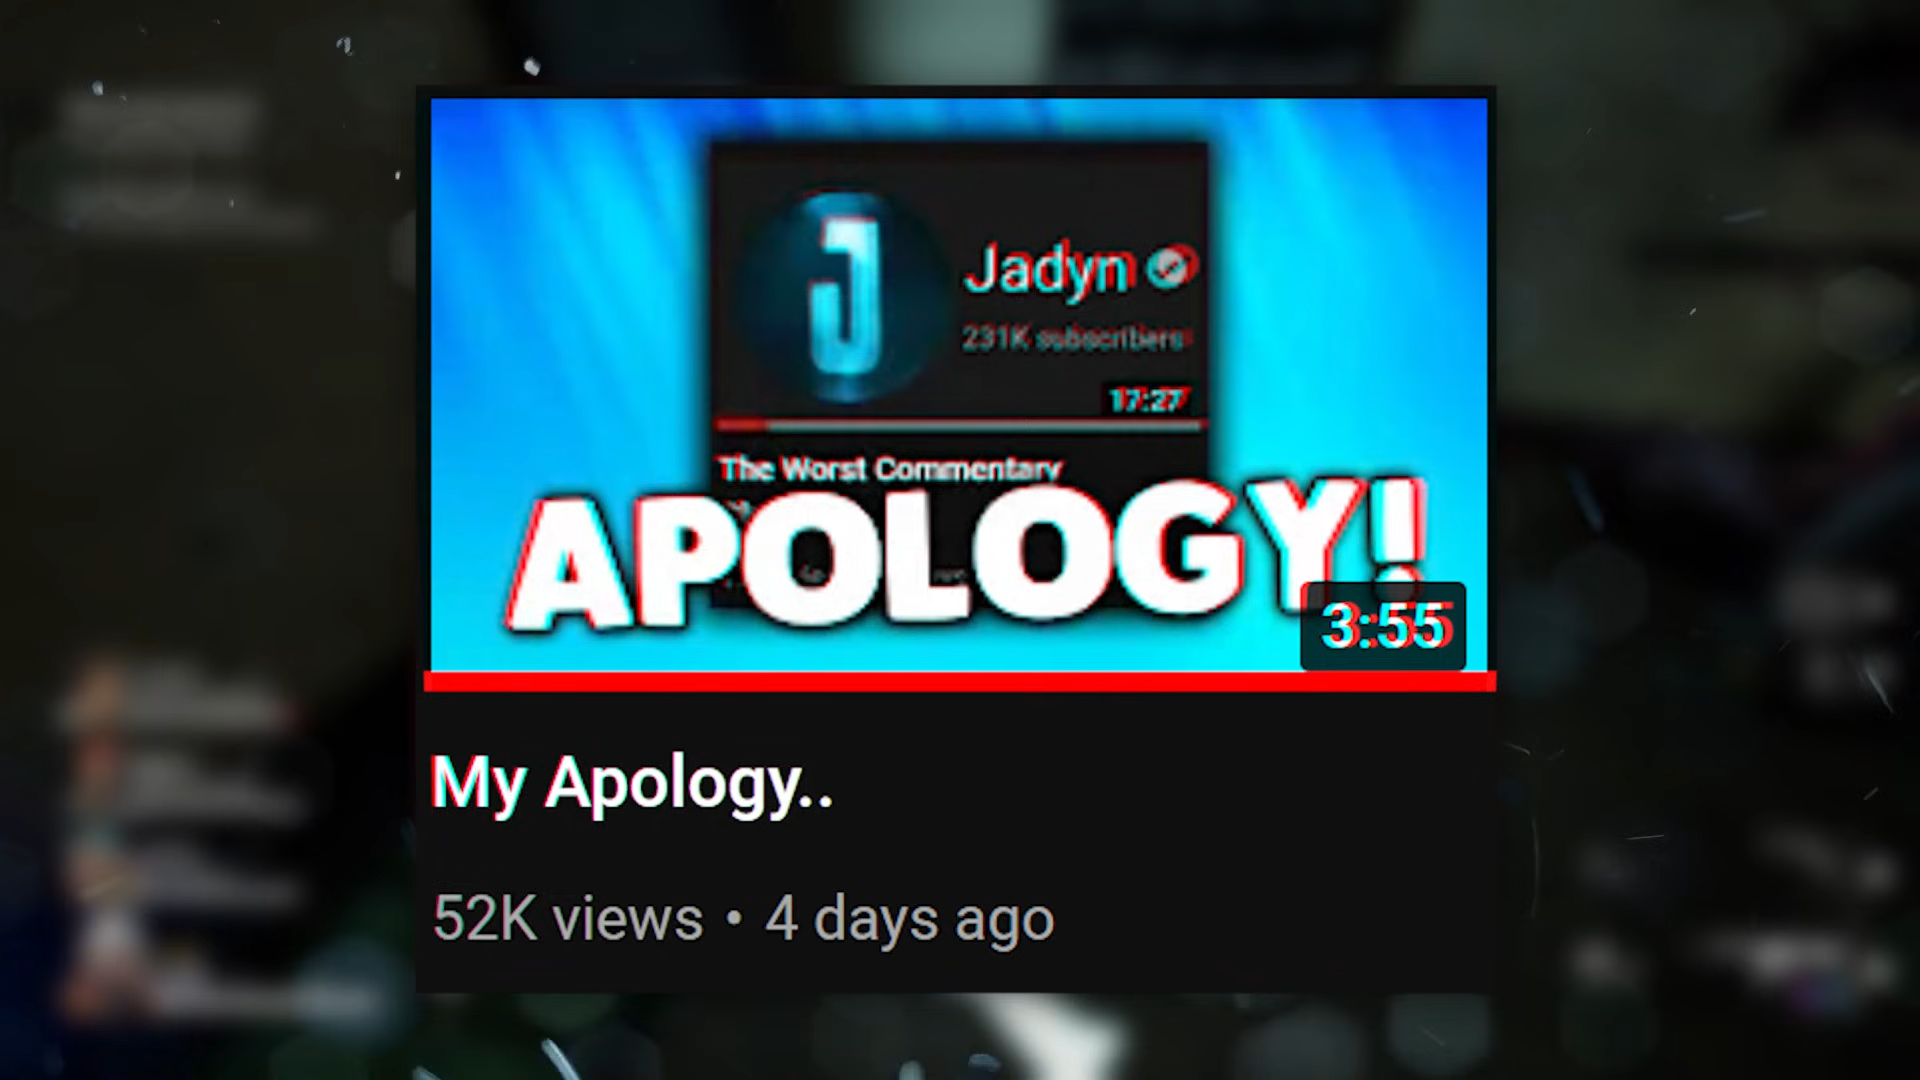 J
Jadyn
231K subscribers
17:27
The Worst Commentary
APOLOGY!
3:55
My Apology..
52K views • 4 days ago